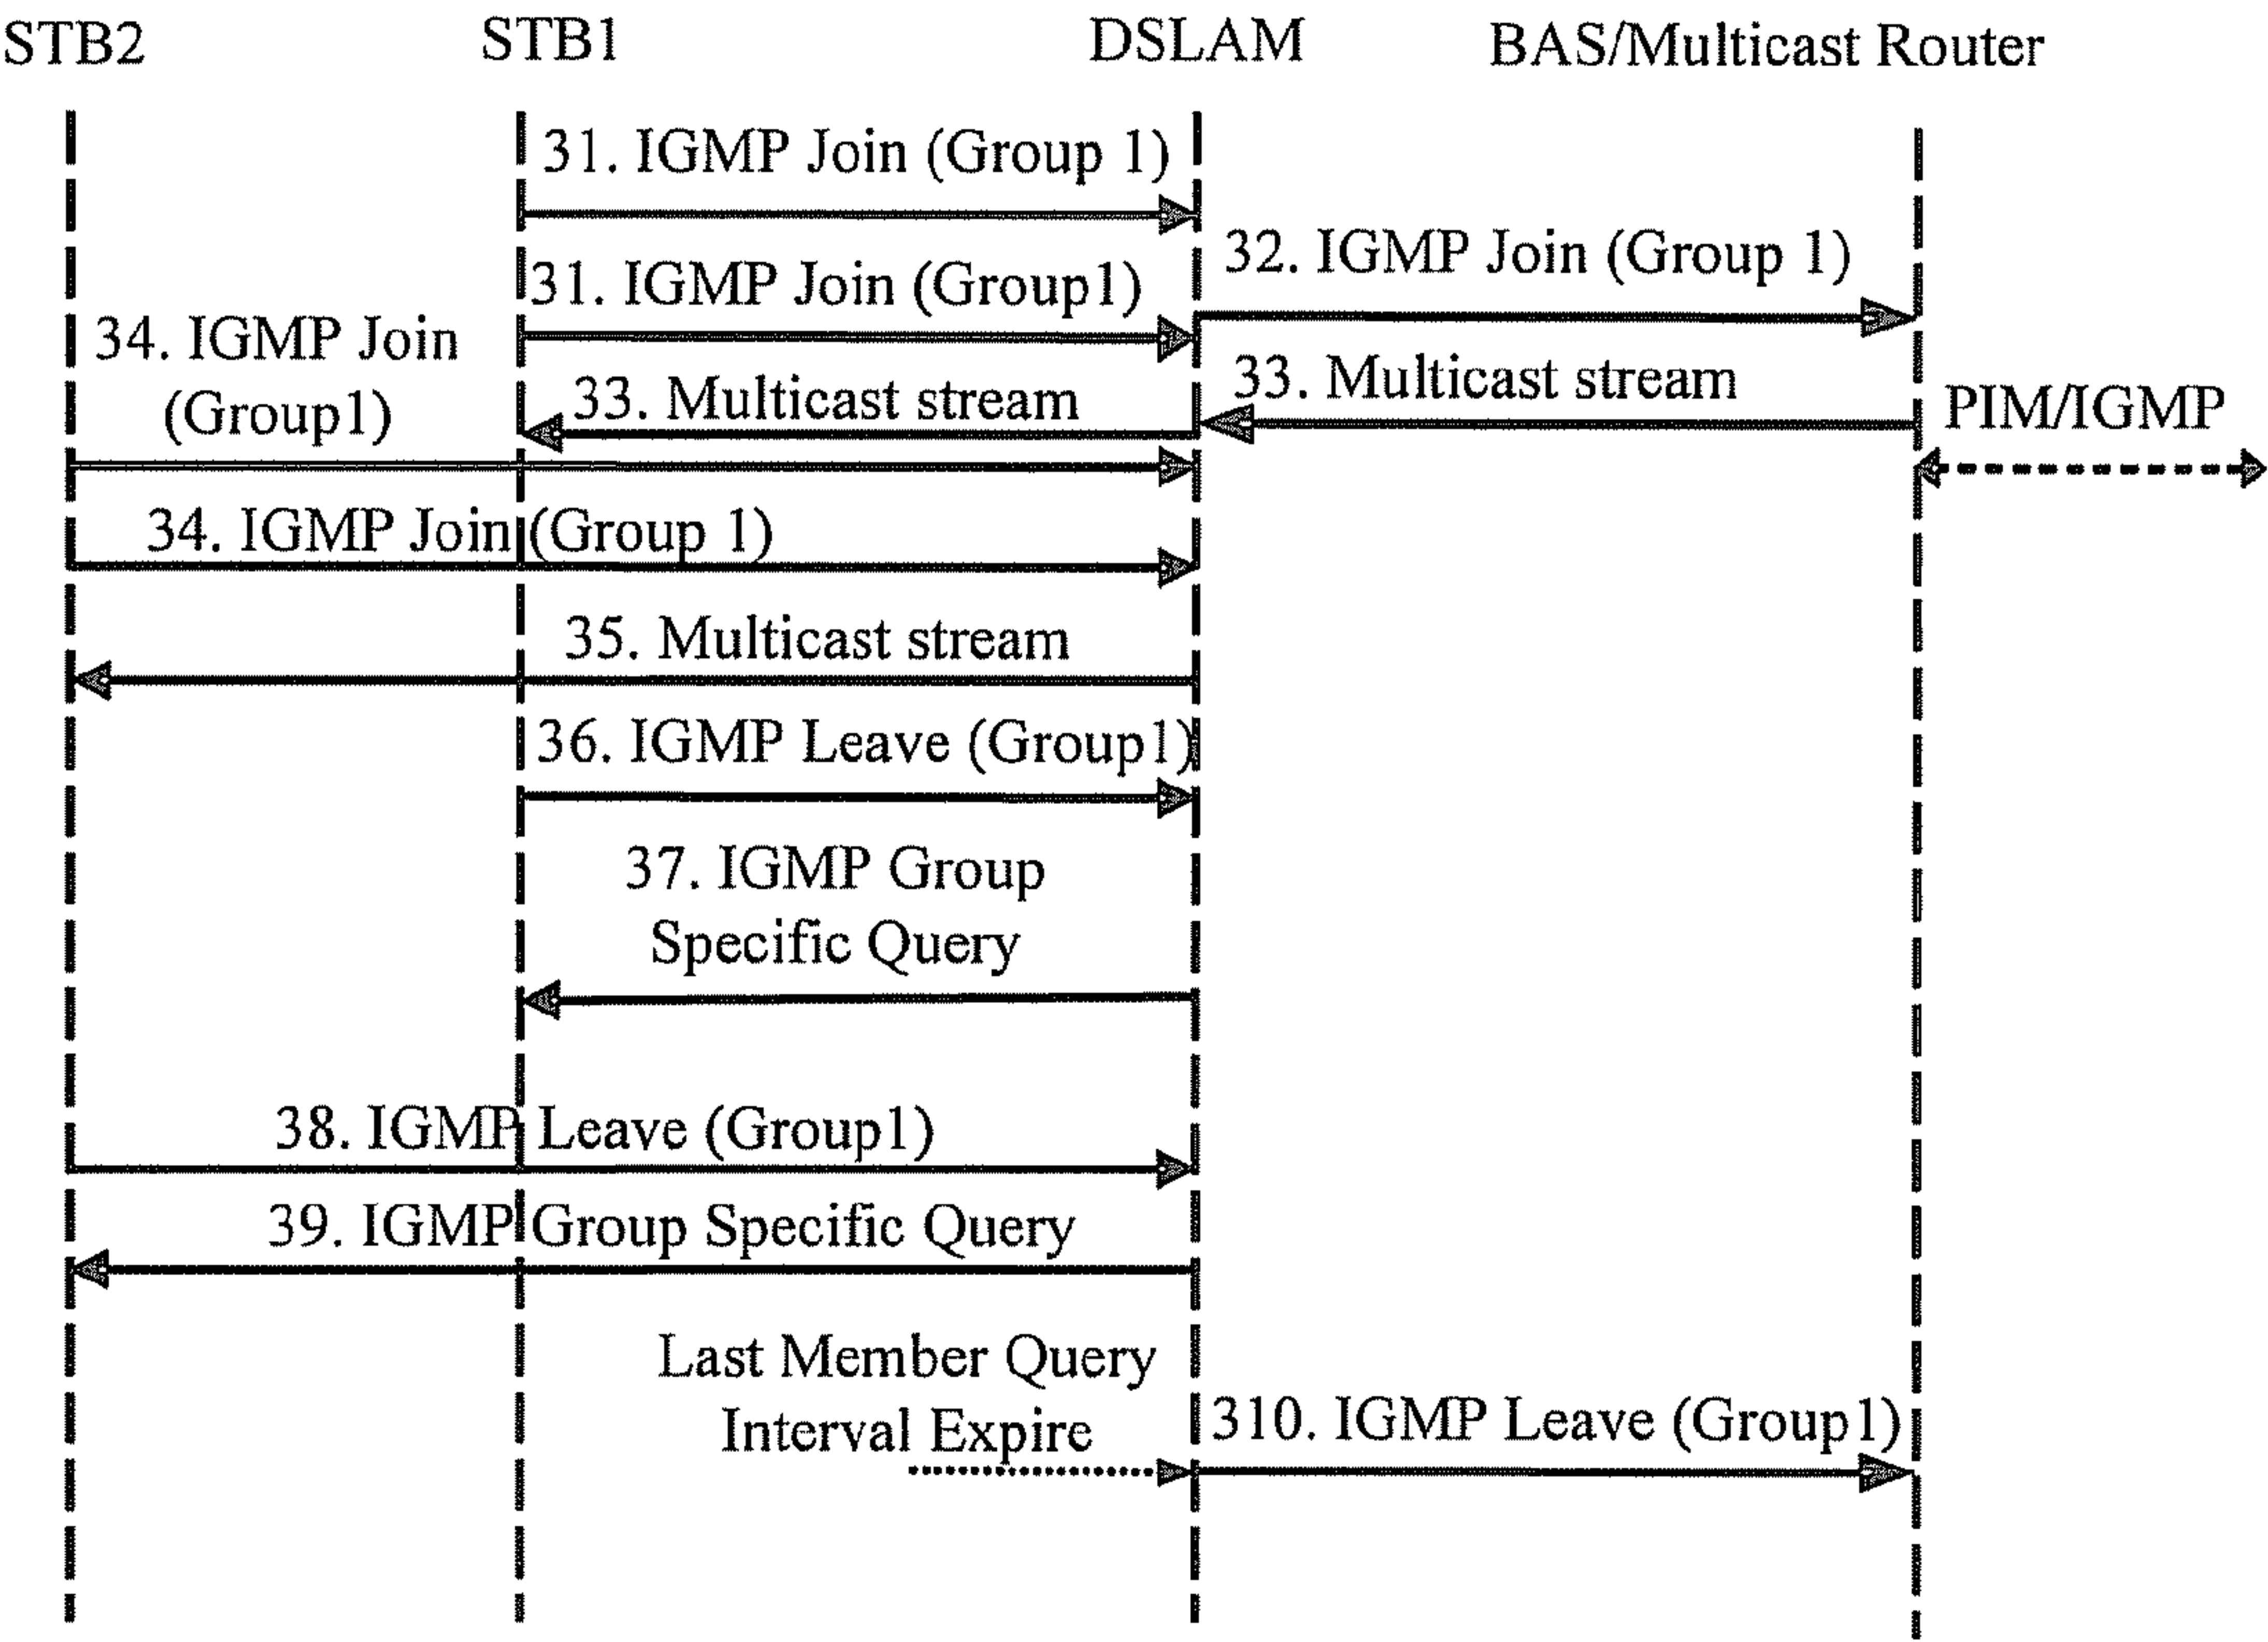 STB2
STB1
DSLAM
BAS/Multicast Router
31. IGMP Join (Group 1)
32. IGMP Join (Group 1)
31. IGMP Join (Group1)
34. IGMP Join
(Group1)
33. Multicast stream
33. Multicast stream
PIM/IGMP
34. IGMP Join (Group 1)
35. Multicast stream
36. IGMP Leave (Group1)
37. IGMP Group
Specific Query
38. IGMP Leave (Group1)
39. IGMP Group Specific Query
Last Member Query
Interval Expire
310. IGMP Leave (Group1)